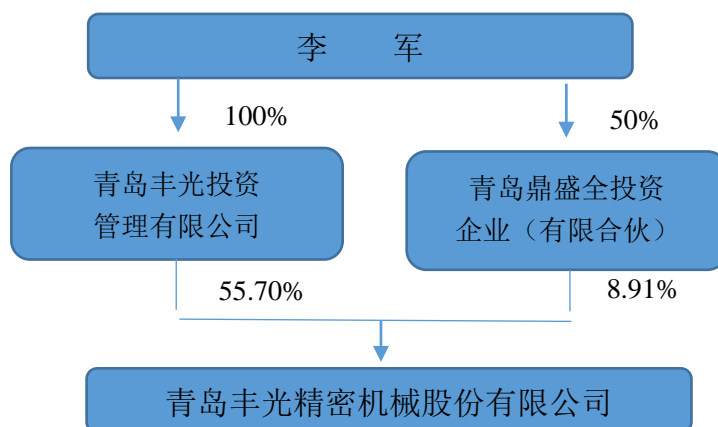 李 军
100%
50%
青岛丰光投资
管理有限公司
青岛鼎盛全投资
企业（有限合伙）
55.70%
8.91%
青岛丰光精密机械股份有限公司